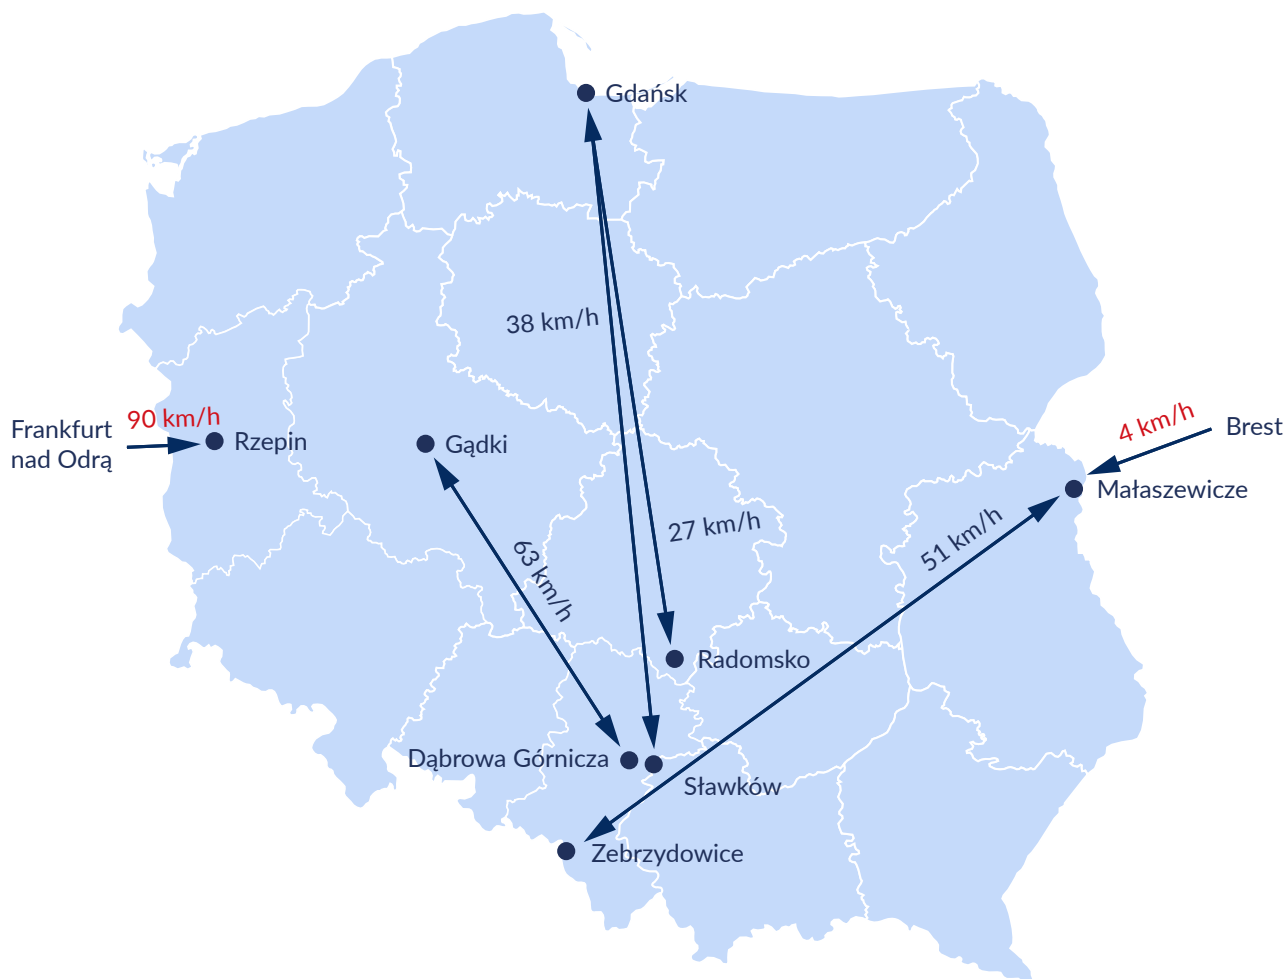 Gdańsk
38 km/h
90 km/h
Frankfurt
nad Odrą
Rzepin
Gądki
4 km/h
Brest
Małaszewicze
27 km/h
51 km/h
63 km/h
Radomsko
Dąbrowa Górnicza
Sławków
Zebrzydowice